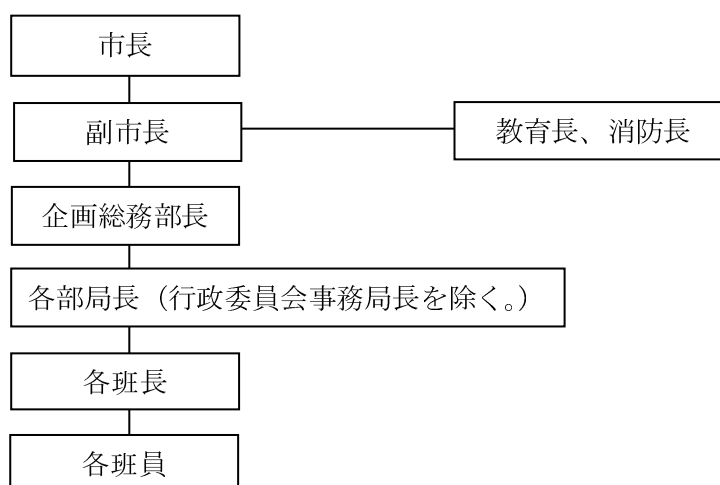 市長
副市長
教育長、消防長
企画総務部長
各部局長（行政委員会事務局長を除く。）
各班長
各班員